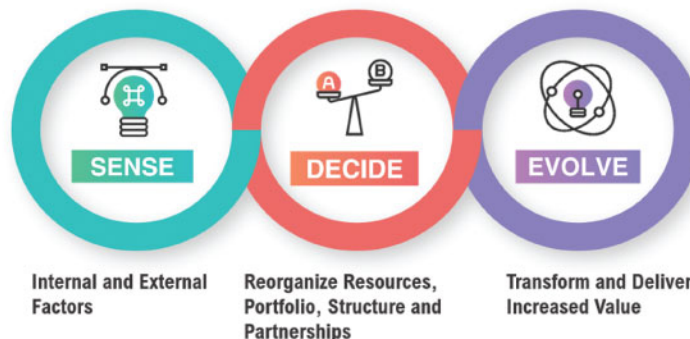 A
B
SENSE
DECIDE
EVOLVE
Internal and External
Factors
Reorganize Resources,
Portfolio, Structure and
Partnerships
Transform and Deliver
Increased Value